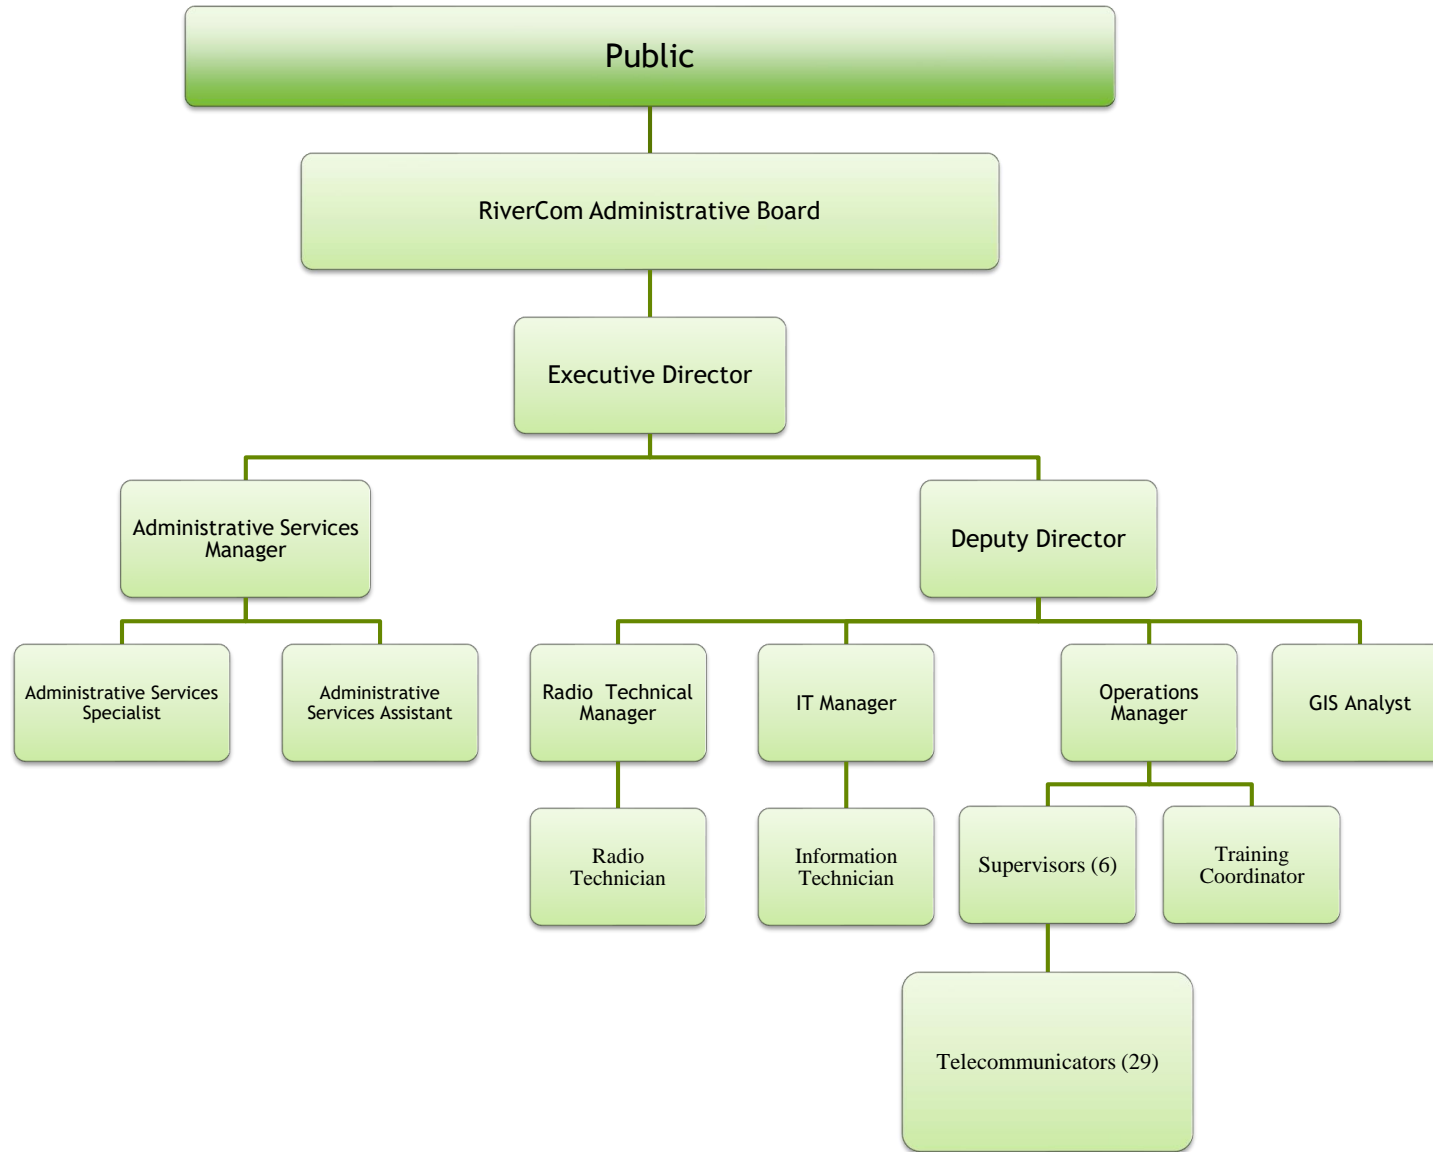 Public
RiverCom Administrative Board
Executive Director
Administrative Services
Manager
Deputy Director
Administrative Services
Specialist
Administrative
Services Assistant
Radio  Technical
Manager
IT Manager
Operations
Manager
GIS Analyst
Radio
Technician
Information
Technician
Supervisors (6)
Training
Coordinator
Telecommunicators (29)